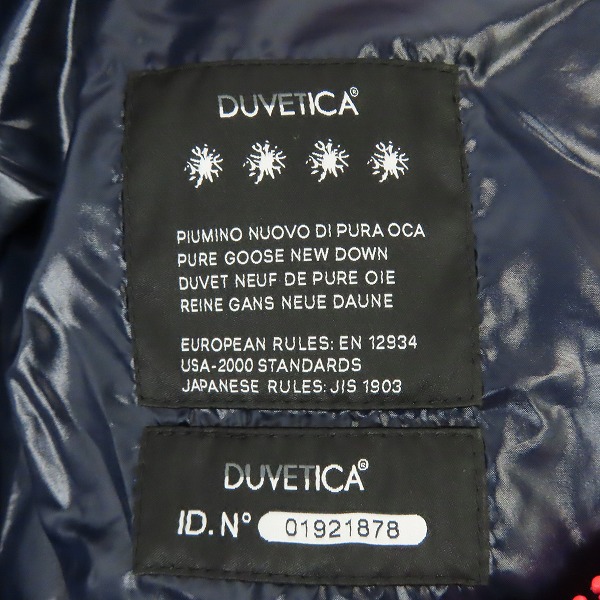 DUVETICA®
PIUMINO NUOVO DI PURA OCA
PURE GOOSE NEW DOWN
DUVET NEUF DE PURE OIE
REINE GANS NEUE DAUNE
EUROPEAN RULES: EN 12934
USA-2000 STANDARDS
JAPANESE RULES: JIS 1903
DUVETICA®
ID. N° 01921878